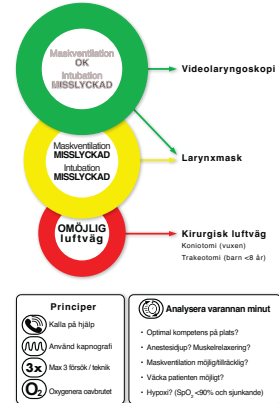 Maskventilation
OK
Intubation
MISSLYCKAD
Videolaryngoskopi
Maskventilation
MISSLYCKAD
Intubation
MISSLYCKAD
Larynxmask
OMÖJLIG
luftväg
Kirurgisk luftväg
Koniotomi (vuxen)
Trakeotomi (barn <8 år)
Principer
Kalla på hjälp
Använd kapnografi
3x Max 3 försök / teknik
O2 Oxygenera oavbrutet
Analysera varannan minut
· Optimal kompetens på plats?
· Anestesidjup? Muskelrelaxering?
· Maskventilation möjlig/tillräcklig?
· Väcka patienten möjligt?
· Hypoxi? (SpO2 <90% och sjunkande)